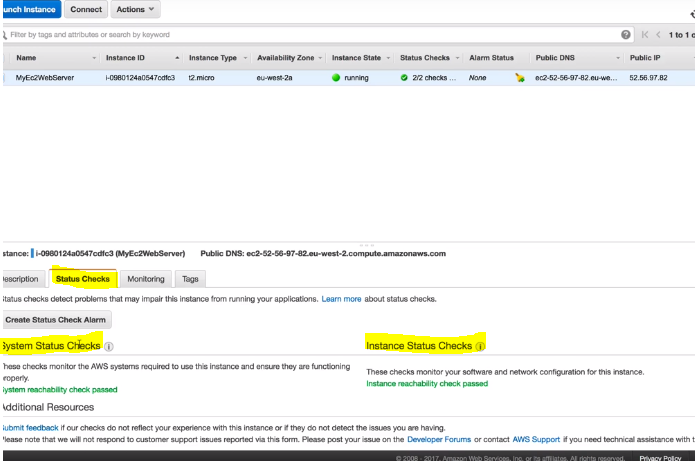 unch Instance Connect Actions
Filter by tags and attributes or search by keyword 1 to 1 o
Name Instance ID Instance Type Availability Zone Instance State Status Checks Alarm Status Public DNS Public IP
MyEc2WebServer i-0980124a0547cdfc3 t2.micro eu-west-2a running 2/2 checks ... None ec2-52-56-97-82.eu-we... 52.56.97.82
stance: i-0980124a0547cdfc3 (MyEc2WebServer) Public DNS: ec2-52-56-97-82.eu-west-2.compute.amazonaws.com
escription Status Checks Monitoring Tags
Status checks detect problems that may impair this instance from running your applications. Learn more about status checks.
Create Status Check Alarm
System Status Checks Instance Status Checks
These checks monitor the AWS systems required to use this instance and ensure they are functioning
properly.
These checks monitor your software and network configuration for this instance.
System reachability check passed
Instance reachability check passed
Additional Resources
Submit feedback if our checks do not reflect your experience with this instance or if they do not detect the issues you are having.
Please note that we will not respond to customer support issues reported via this form. Please post your issue on the Developer Forums or contact AWS Support if you need technical assistance with t
© 2008 - 2017, Amazon Web Services, Inc. or its affiliates. All rights reserved. Privacy Policy